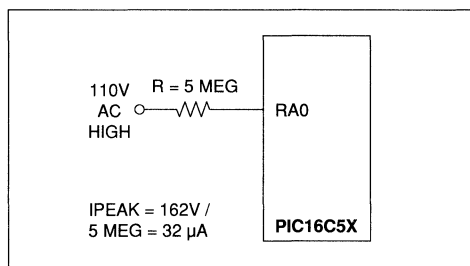 110V
AC
HIGH
R = 5 MEG
RA0
IPEAK = 162V /
5 MEG = 32 µA
PIC16C5X